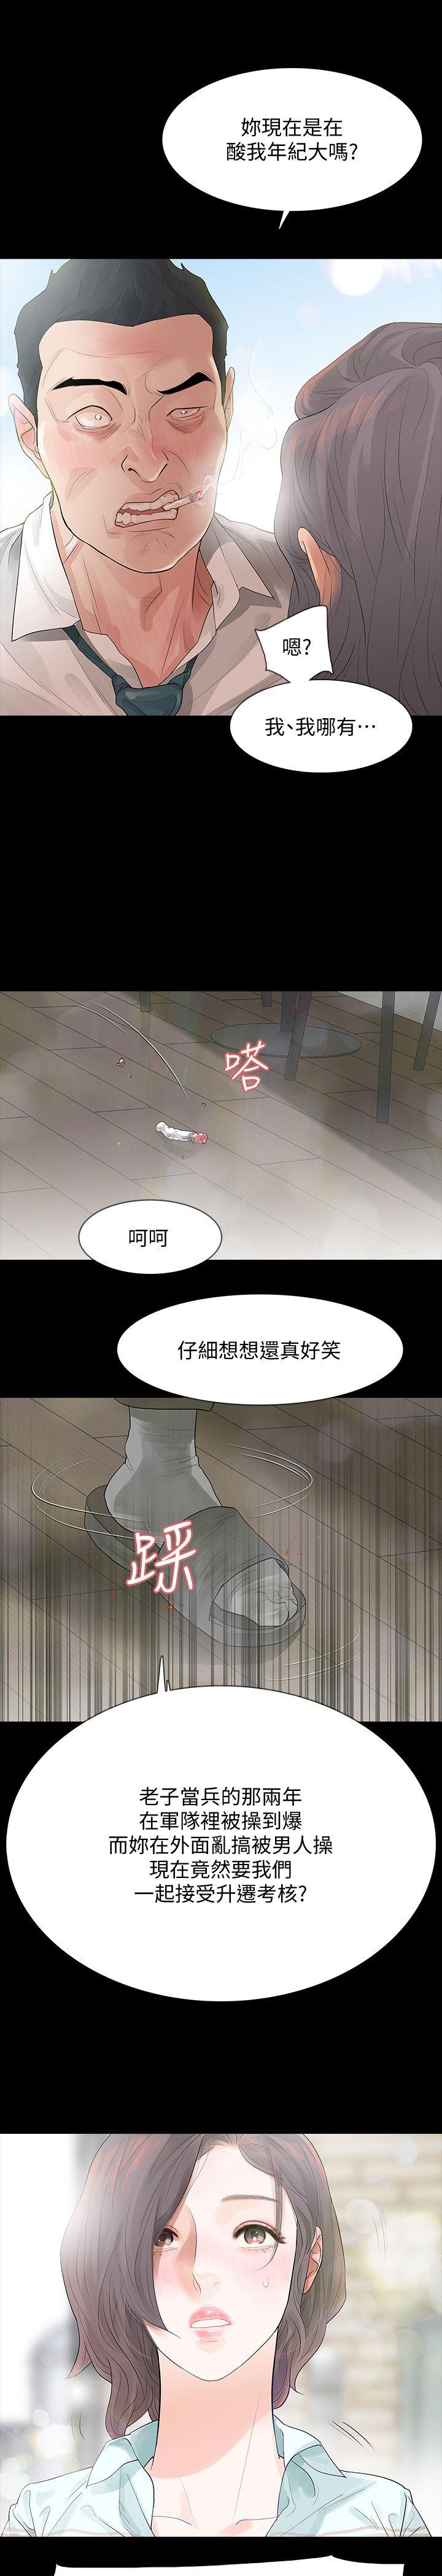 妳現在是在
酸我年紀大嗎?
嗯?
我、我哪有⋯
嗒
呵呵
仔細想想還真好笑
踩
老子當兵的那兩年
在軍隊裡被操到爆
而妳在外面亂搞被男人操
現在竟然要我們
一起接受升遷考核?